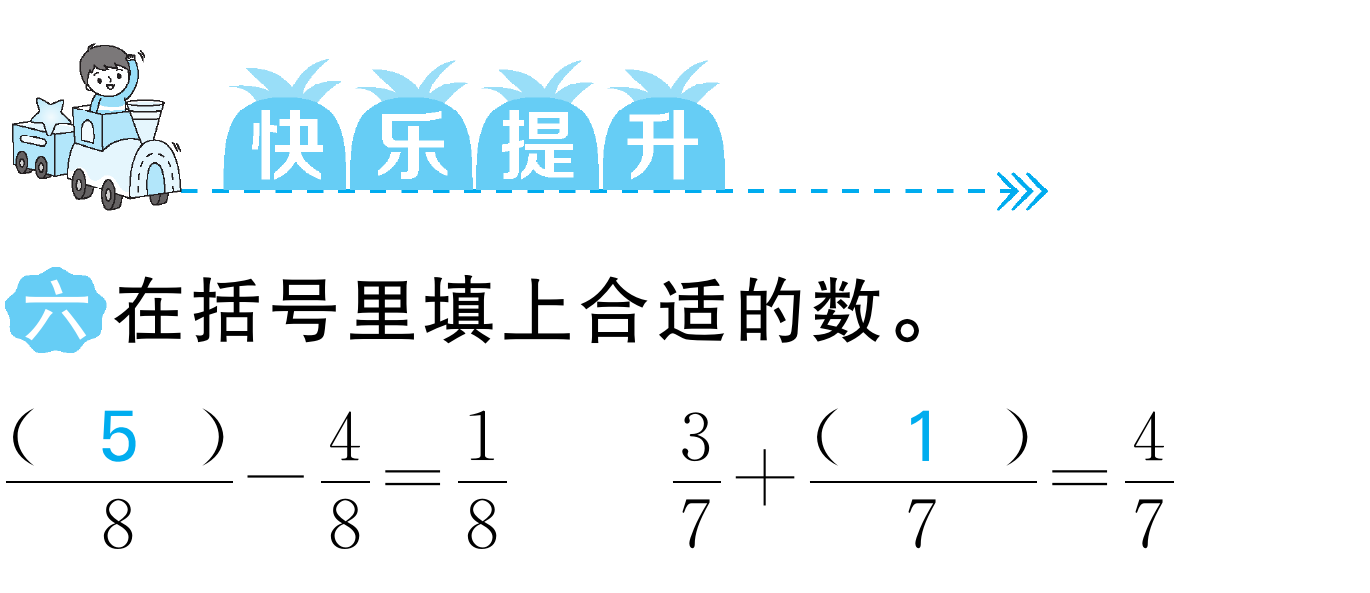 快乐提升
六 在括号里填上合适的数。
( 5 )/8 - 4/8 = 1/8    3/7 + ( 1 )/7 = 4/7